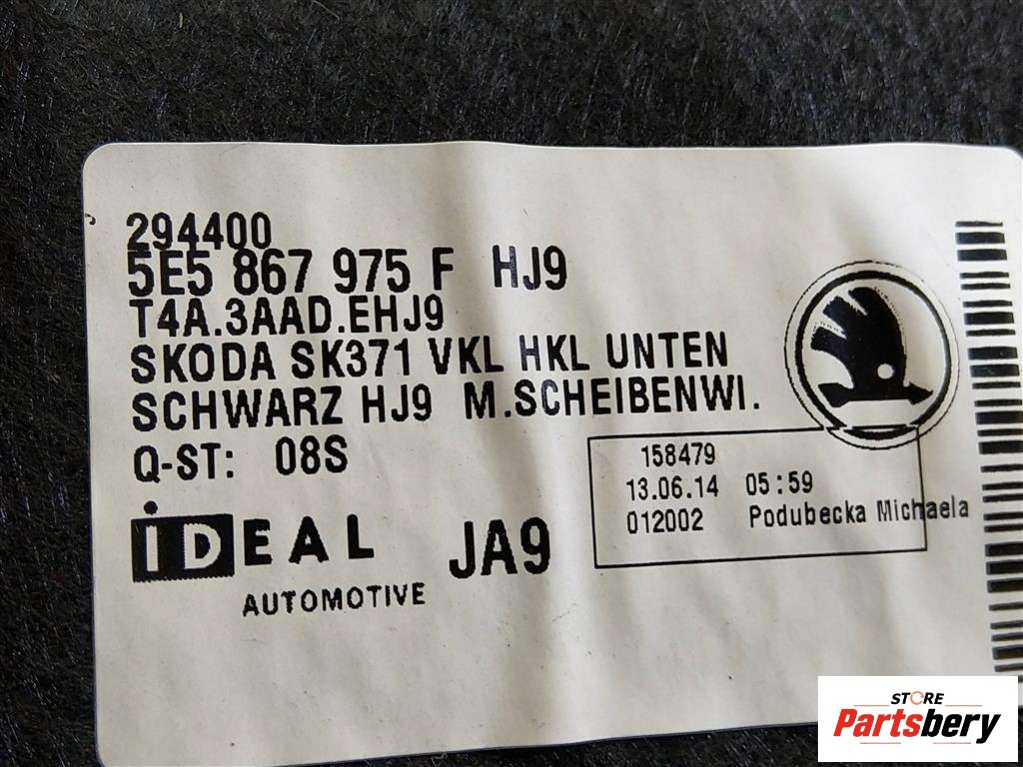 294400
5E5 867 975 F HJ9
T4A.3AAD.EHJ9
SKODA SK371 VKL HKL UNTEN
SCHWARZ HJ9 M.SCHEIBENWI.
Q-ST: 08S
158479
13.06.14 05:59
012002 Podubecka Michaela
iDEAL
AUTOMOTIVE
JA9
STORE
Partsbery